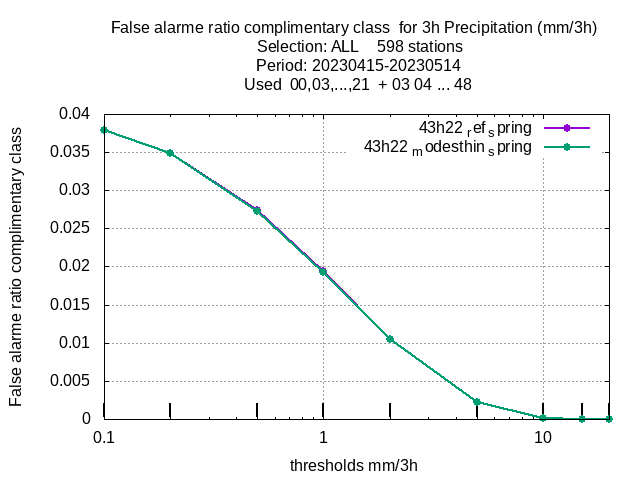 False alarme ratio complimentary class  for 3h Precipitation (mm/3h)
Selection: ALL    598 stations
Period: 20230415-20230514
Used  00,03,...,21  + 03 04 ... 48
43h22 ref spring
43h22 modesthin spring
False alarme ratio complimentary class
0.04
0.035
0.03
0.025
0.02
0.015
0.01
0.005
0
0.1 1 10
thresholds mm/3h